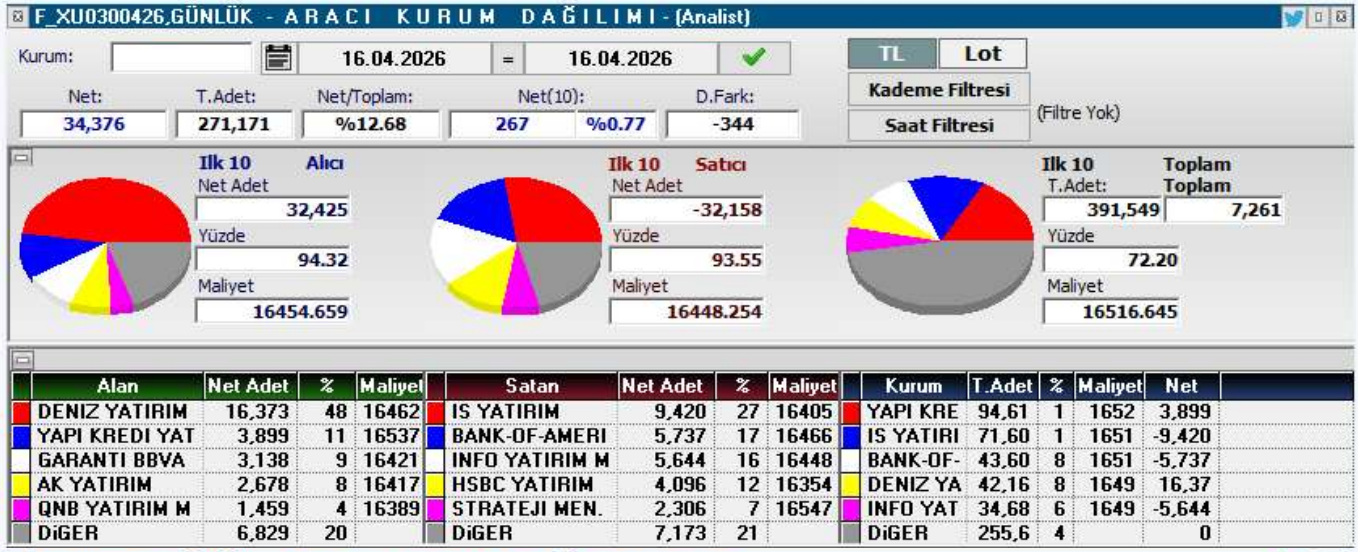 F_XU0300426,GÜNLÜK - A R A C I K U R U M D A Ğ I L I M I - (Analist)
Kurum: 16.04.2026 = 16.04.2026 TL Lot
Kademe Filtresi
Net: T.Adet: Net/Toplam: Net(10): D.Fark:
34,376 271,171 %12.68 267 %0.77 -344 Saat Filtresi (Filtre Yok)
Ilk 10 Alıcı Ilk 10 Satıcı Ilk 10 Toplam
Net Adet Net Adet T.Adet: Toplam
32,425 -32,158 391,549 7,261
Yüzde Yüzde Yüzde
94.32 93.55 72.20
Maliyet Maliyet Maliyet
16454.659 16448.254 16516.645
Alan Net Adet % Maliyet Satan Net Adet % Maliyet Kurum T.Adet % Maliyet Net
DENIZ YATIRIM 16,373 48 16462 IS YATIRIM 9,420 27 16405 YAPI KRE 94,61 1 1652 3,899
YAPI KREDI YAT 3,899 11 16537 BANK-OF-AMERI 5,737 17 16466 IS YATIRI 71,60 1 1651 -9,420
GARANTI BBVA 3,138 9 16421 INFO YATIRIM M 5,644 16 16448 BANK-OF- 43,60 8 1651 -5,737
AK YATIRIM 2,678 8 16417 HSBC YATIRIM 4,096 12 16354 DENIZ YA 42,16 8 1649 16,37
QNB YATIRIM M 1,459 4 16389 STRATEJI MEN. 2,306 7 16547 INFO YAT 34,68 6 1649 -5,644
DiGER 6,829 20 DiGER 7,173 21 DiGER 255,6 4 0